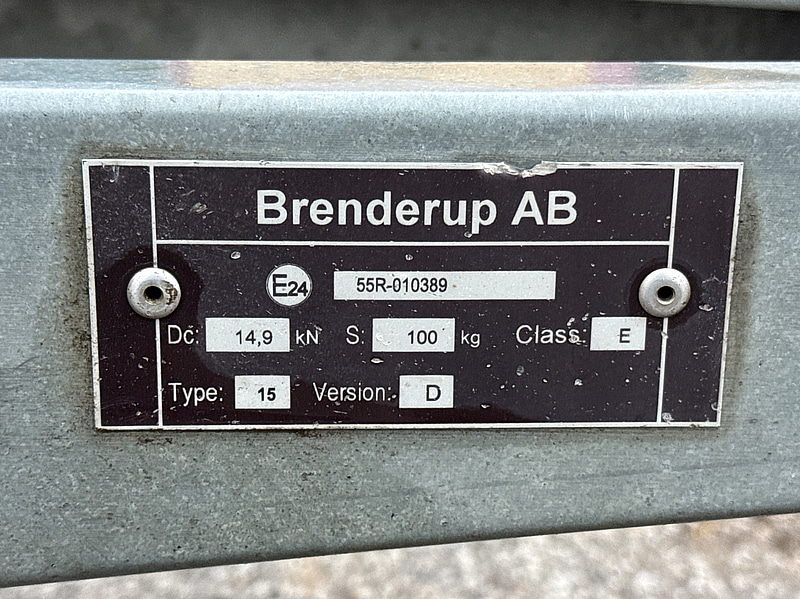 Brenderup AB
E24 55R-010389
Dc: 14,9 kN S: 100 kg Class E
Type: 15 Version: D